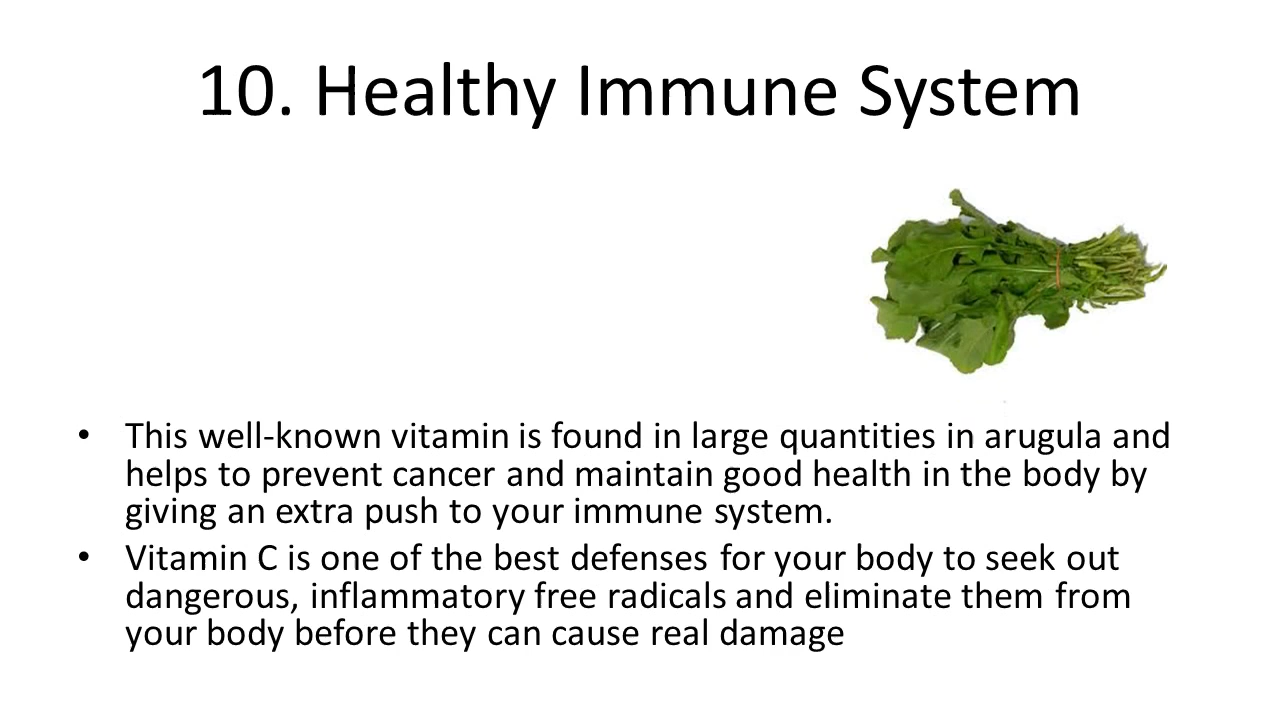 10. Healthy Immune System
• This well-known vitamin is found in large quantities in arugula and
helps to prevent cancer and maintain good health in the body by
giving an extra push to your immune system.
• Vitamin C is one of the best defenses for your body to seek out
dangerous, inflammatory free radicals and eliminate them from
your body before they can cause real damage